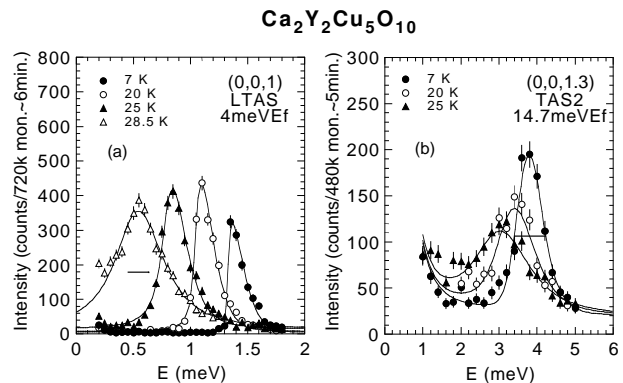 Ca2Y2Cu5O10
Intensity (counts/720k mon.~6min.)
800
700
600
500
400
300
200
100
0
7 K
20 K
25 K
28.5 K
(0,0,1)
LTAS
4meVEf
(a)
0
0.5
1
1.5
2
E (meV)
Intensity (counts/480k mon.~5min.)
300
250
200
150
100
50
30
7 K
20 K
25 K
(0,0,1.3)
TAS2
14.7meVEf
(b)
0
1
2
3
4
5
6
E (meV)